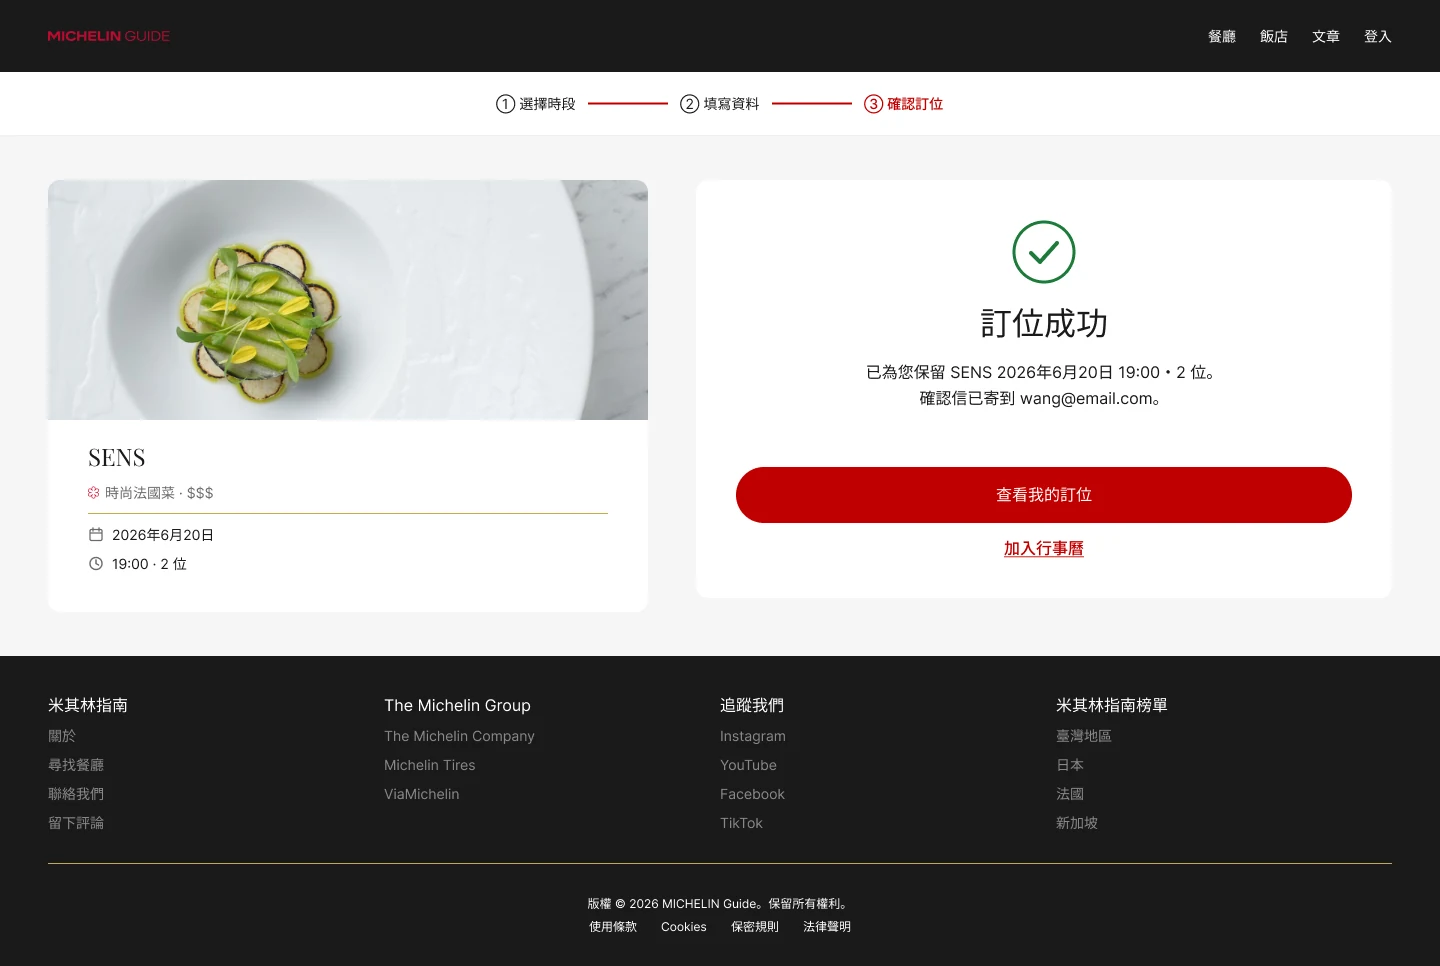 MICHELIN GUIDE
餐廳 飯店 文章 登入
① 選擇時段 ② 填寫資料 ③ 確認訂位
SENS
時尚法國菜 · $$$
2026年6月20日
19:00 · 2 位
訂位成功
已為您保留 SENS 2026年6月20日 19:00・2 位。
確認信已寄到 wang@email.com。
查看我的訂位
加入行事曆
米其林指南
關於
尋找餐廳
聯絡我們
留下評論
The Michelin Group
The Michelin Company
Michelin Tires
ViaMichelin
追蹤我們
Instagram
YouTube
Facebook
TikTok
米其林指南榜單
臺灣地區
日本
法國
新加坡
版權 © 2026 MICHELIN Guide。保留所有權利。
使用條款 Cookies 保密規則 法律聲明